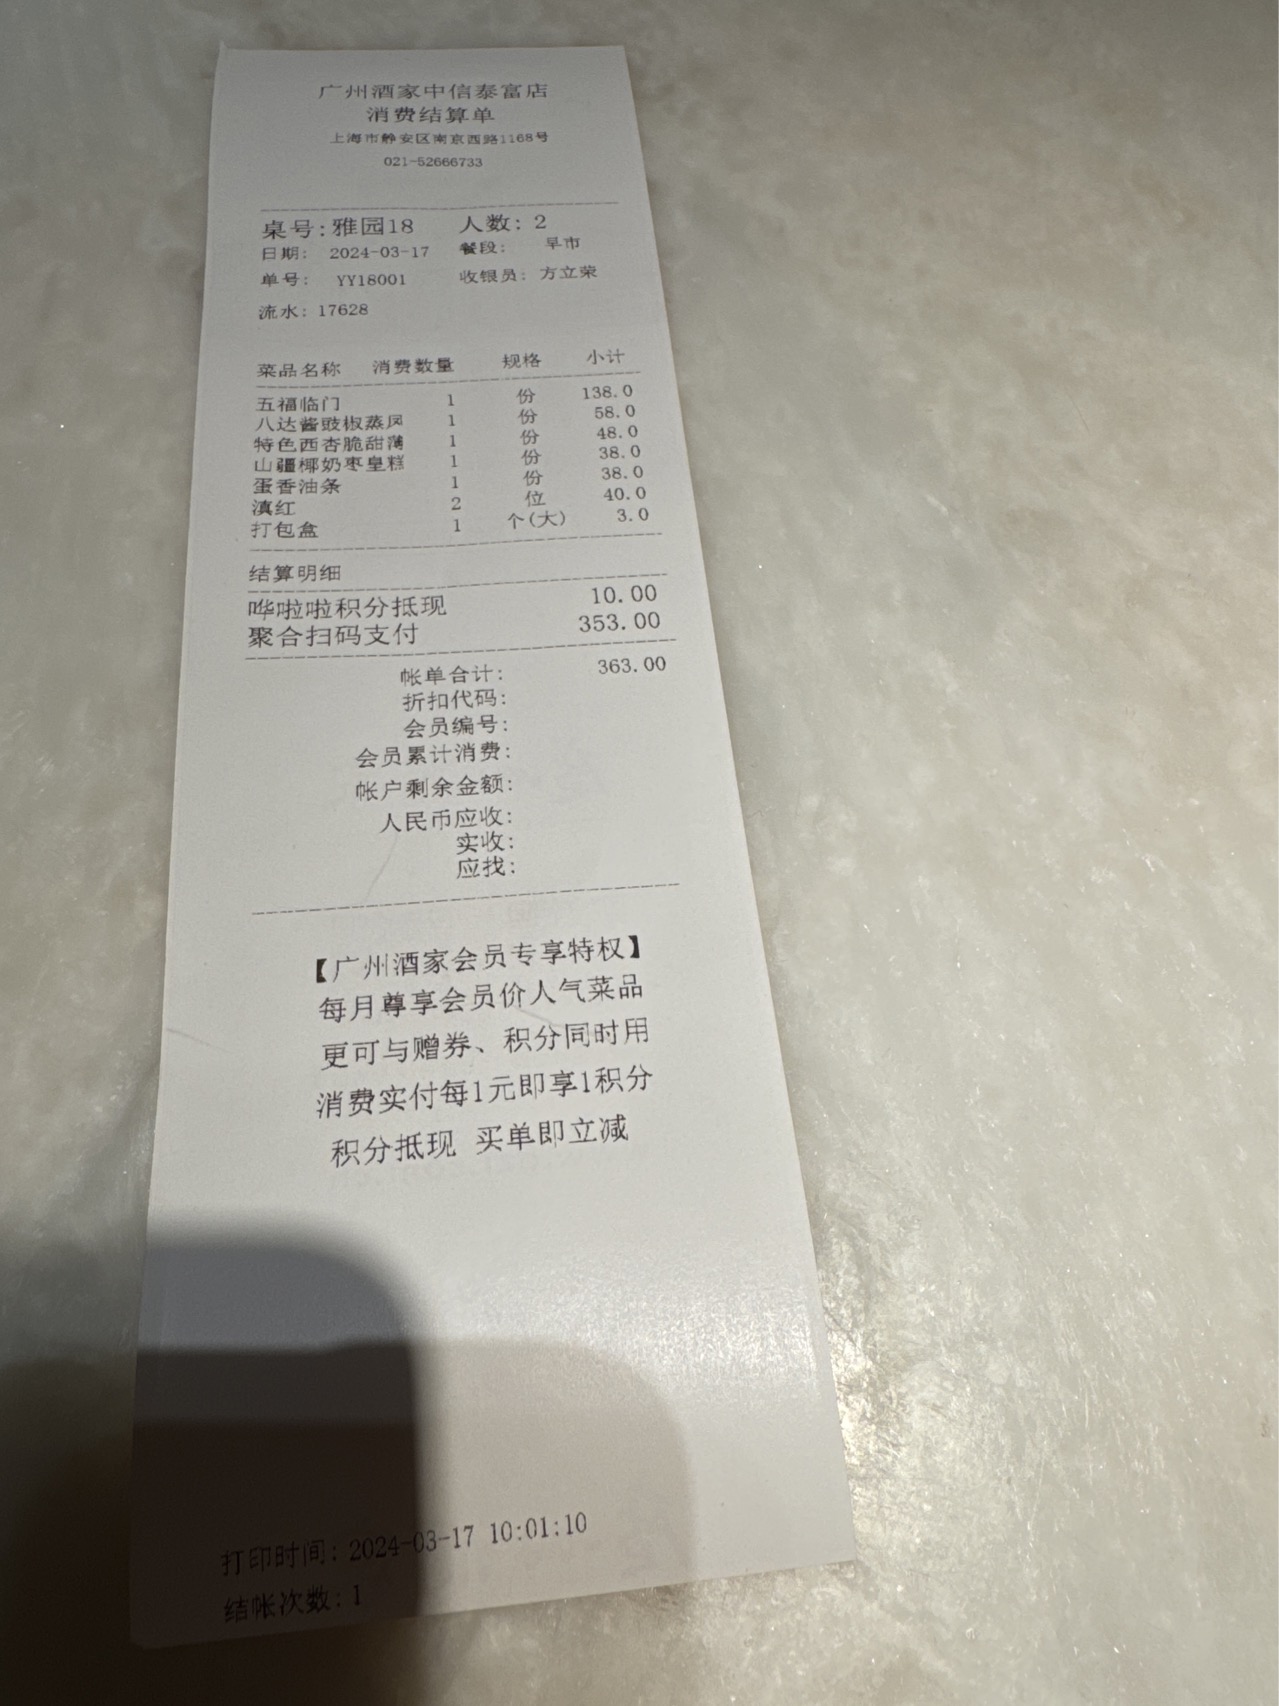 广州酒家中信泰富店
消费结算单
上海市静安区南京西路1168号
021-52666733
桌号:雅园18 人数: 2
日期: 2024-03-17 餐段: 早市
单号: YY18001 收银员: 方立荣
流水: 17628
菜品名称 消费数量 规格 小计
五福临门 1 份 138.0
八达酱豉椒蒸凤 1 份 58.0
特色西杏脆甜薄 1 份 48.0
山疆椰奶枣皇糕 1 份 38.0
蛋香油条 1 份 38.0
滇红 2 位 40.0
打包盒 1 个(大) 3.0
结算明细
哗啦啦积分抵现 10.00
聚合扫码支付 353.00
帐单合计: 363.00
折扣代码:
会员编号:
会员累计消费:
帐户剩余金额:
人民币应收:
实收:
应找:
【广州酒家会员专享特权】
每月尊享会员价人气菜品
更可与赠券、积分同时用
消费实付每1元即享1积分
积分抵现 买单即立减
打印时间: 2024-03-17 10:01:10
结帐次数: 1